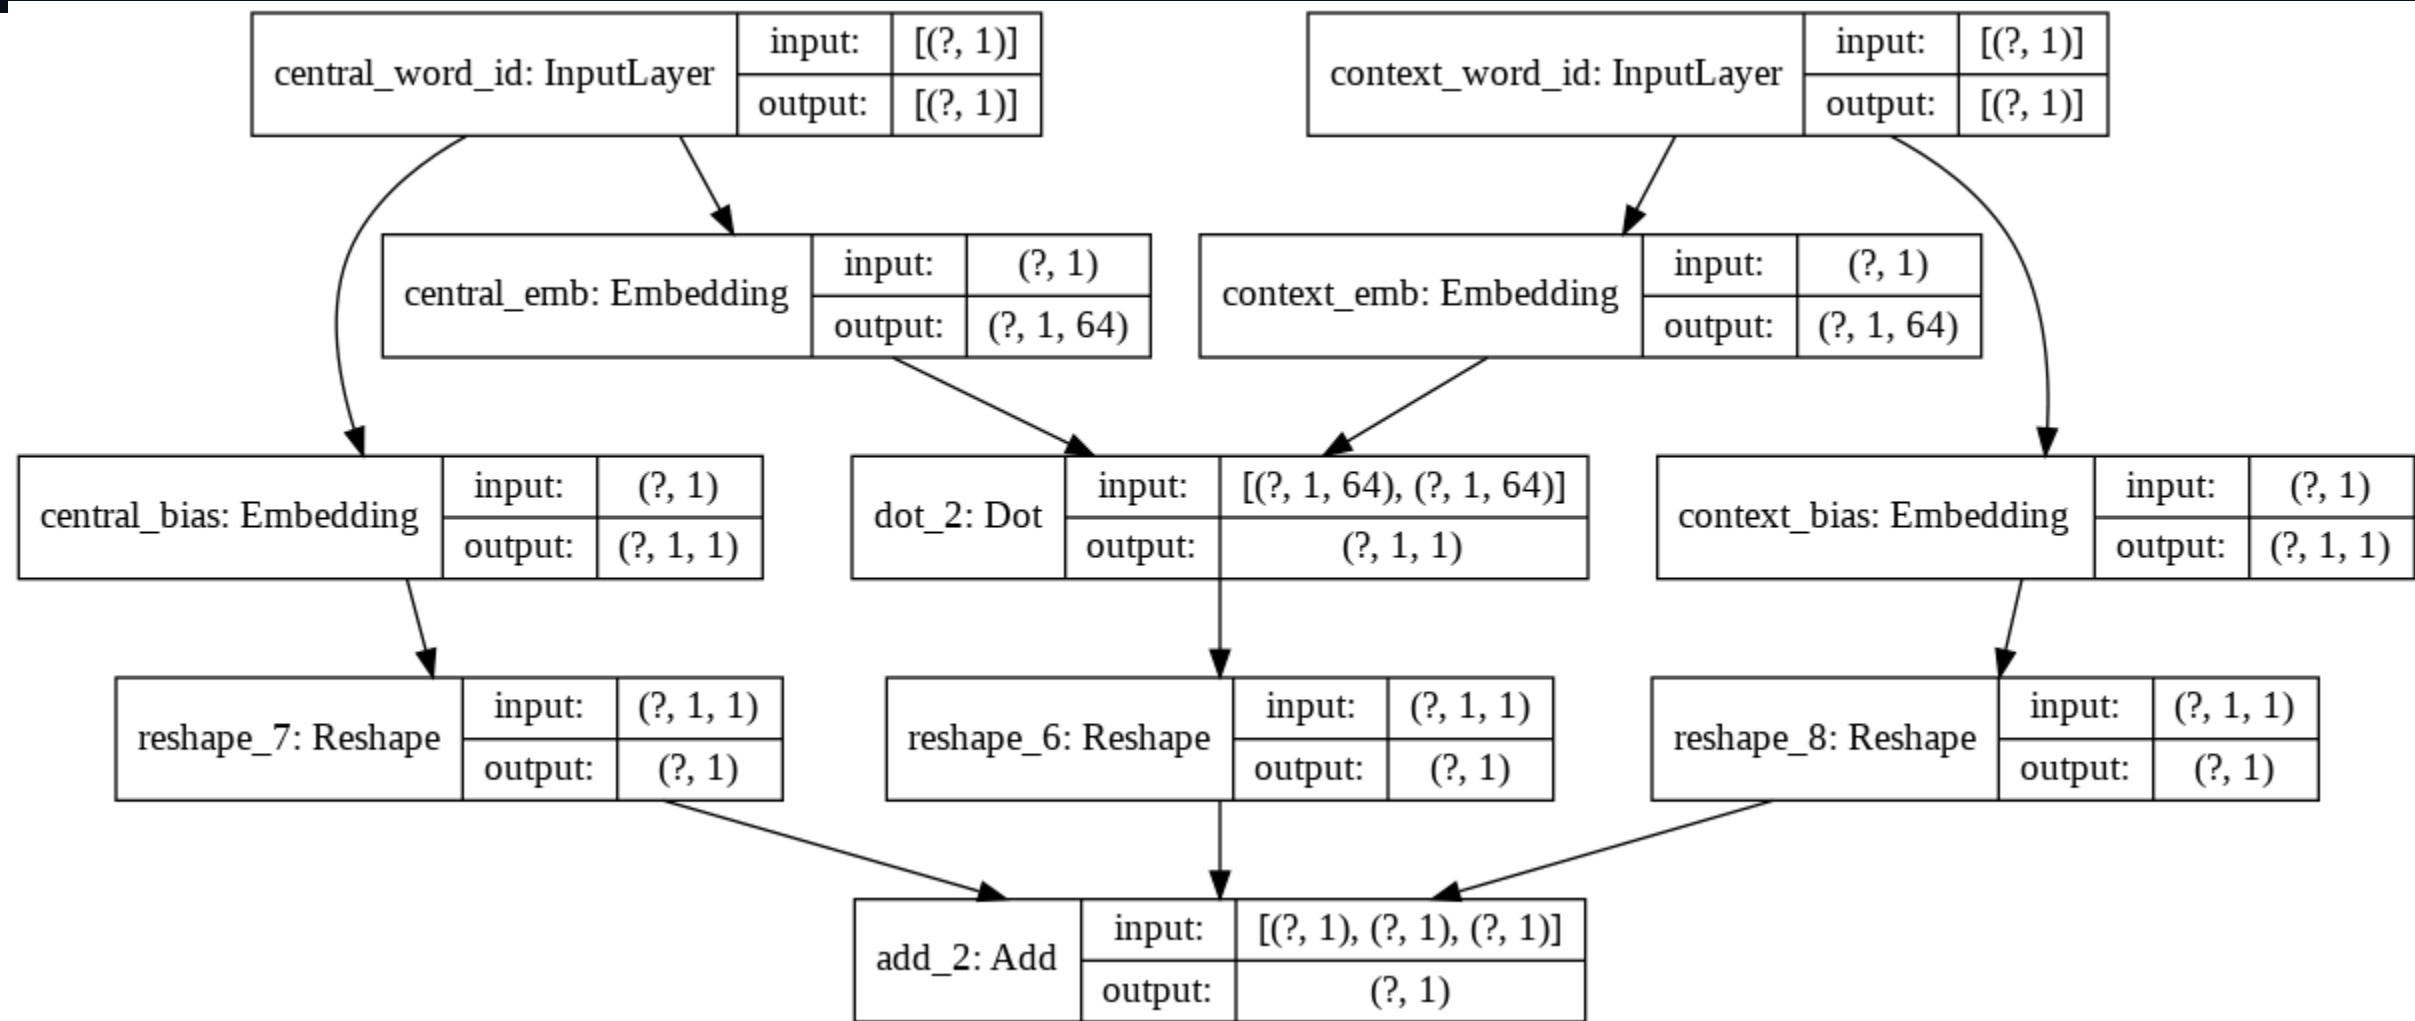 central_word_id: InputLayer
input: [(?, 1)]
output: [(?, 1)]
context_word_id: InputLayer
input: [(?, 1)]
output: [(?, 1)]
central_emb: Embedding
input: (?, 1)
output: (?, 1, 64)
context_emb: Embedding
input: (?, 1)
output: (?, 1, 64)
central_bias: Embedding
input: (?, 1)
output: (?, 1, 1)
dot_2: Dot
input: [(?, 1, 64), (?, 1, 64)]
output: (?, 1, 1)
context_bias: Embedding
input: (?, 1)
output: (?, 1, 1)
reshape_7: Reshape
input: (?, 1, 1)
output: (?, 1)
reshape_6: Reshape
input: (?, 1, 1)
output: (?, 1)
reshape_8: Reshape
input: (?, 1, 1)
output: (?, 1)
add_2: Add
input: [(?, 1), (?, 1), (?, 1)]
output: (?, 1)